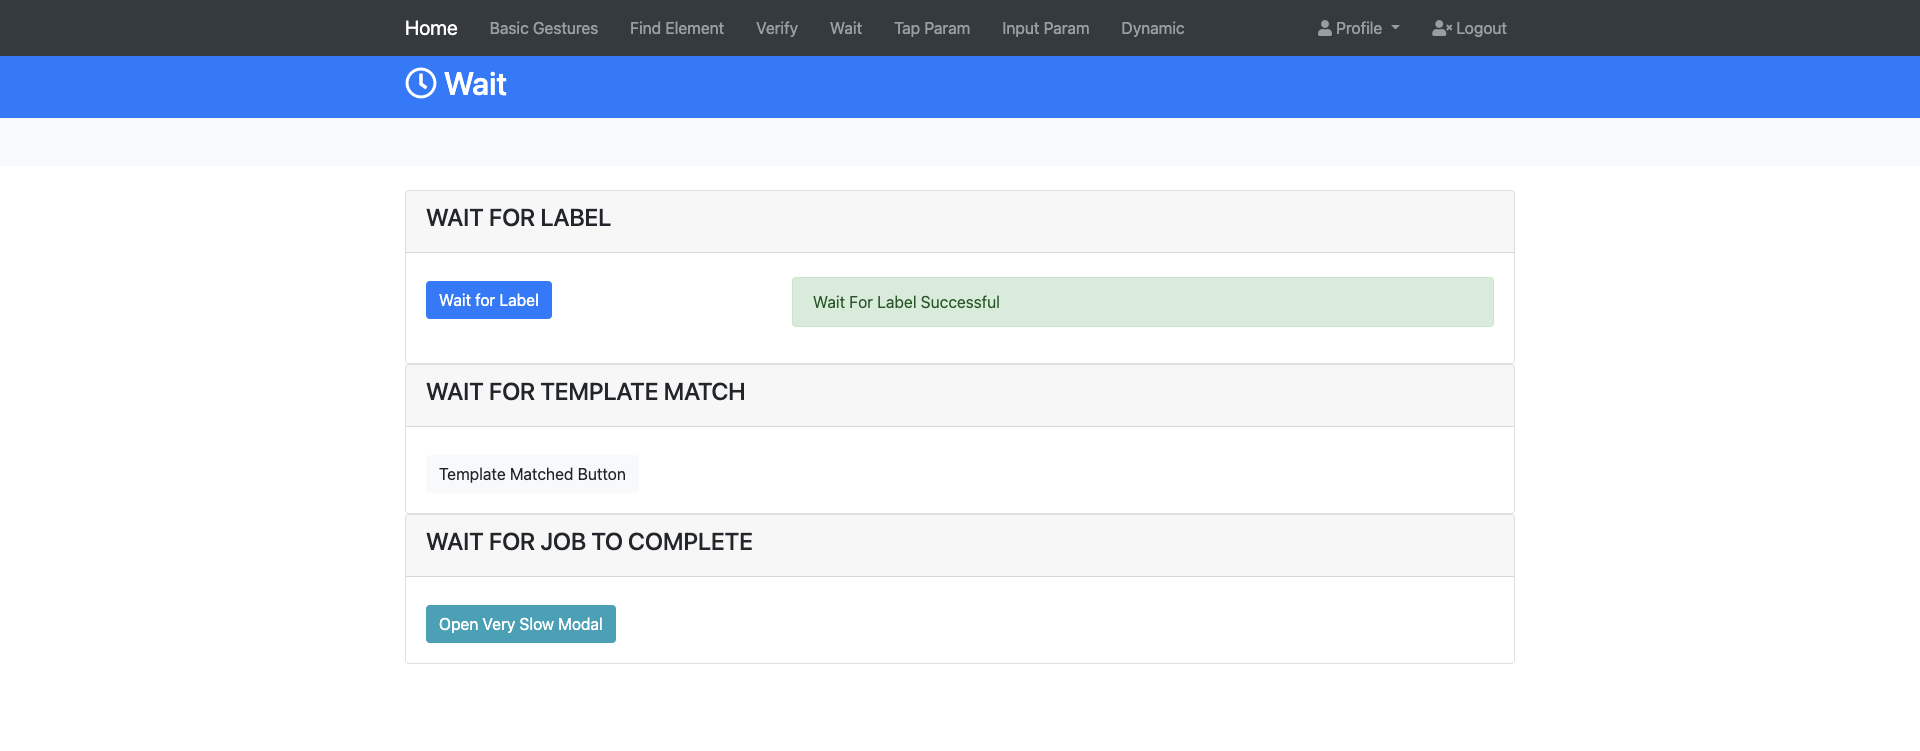 Home Basic Gestures Find Element Verify Wait Tap Param Input Param Dynamic Profile Logout
Wait
WAIT FOR LABEL
Wait for Label Wait For Label Successful
WAIT FOR TEMPLATE MATCH
Template Matched Button
WAIT FOR JOB TO COMPLETE
Open Very Slow Modal